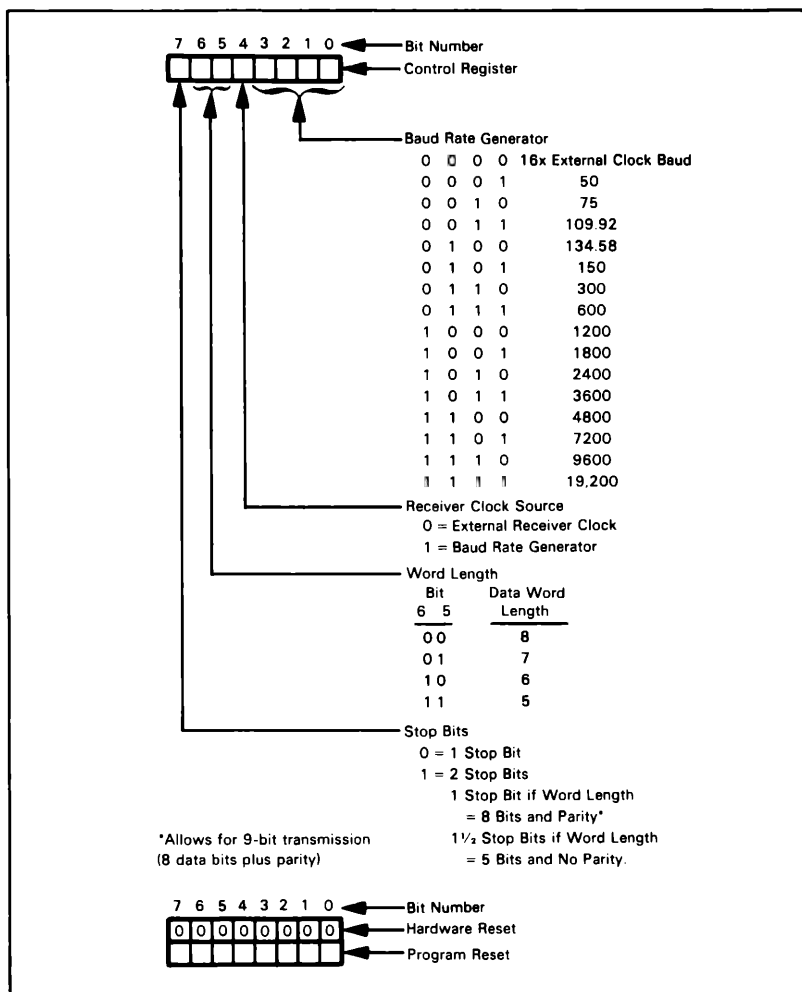 7 6 5 4 3 2 1 0 Bit Number
Control Register
Baud Rate Generator
0 0 0 0 16x External Clock Baud
0 0 0 1 50
0 0 1 0 75
0 0 1 1 109.92
0 1 0 0 134.58
0 1 0 1 150
0 1 1 0 300
0 1 1 1 600
1 0 0 0 1200
1 0 0 1 1800
1 0 1 0 2400
1 0 1 1 3600
1 1 0 0 4800
1 1 0 1 7200
1 1 1 0 9600
1 1 1 1 19,200
Receiver Clock Source
0 = External Receiver Clock
1 = Baud Rate Generator
Word Length
Bit Data Word
6 5 Length
0 0 8
0 1 7
1 0 6
1 1 5
Stop Bits
0 = 1 Stop Bit
1 = 2 Stop Bits
1 Stop Bit if Word Length
= 8 Bits and Parity*
1½ Stop Bits if Word Length
= 5 Bits and No Parity.
*Allows for 9-bit transmission
(8 data bits plus parity)
7 6 5 4 3 2 1 0 Bit Number
0 0 0 0 0 0 0 0 Hardware Reset
Program Reset